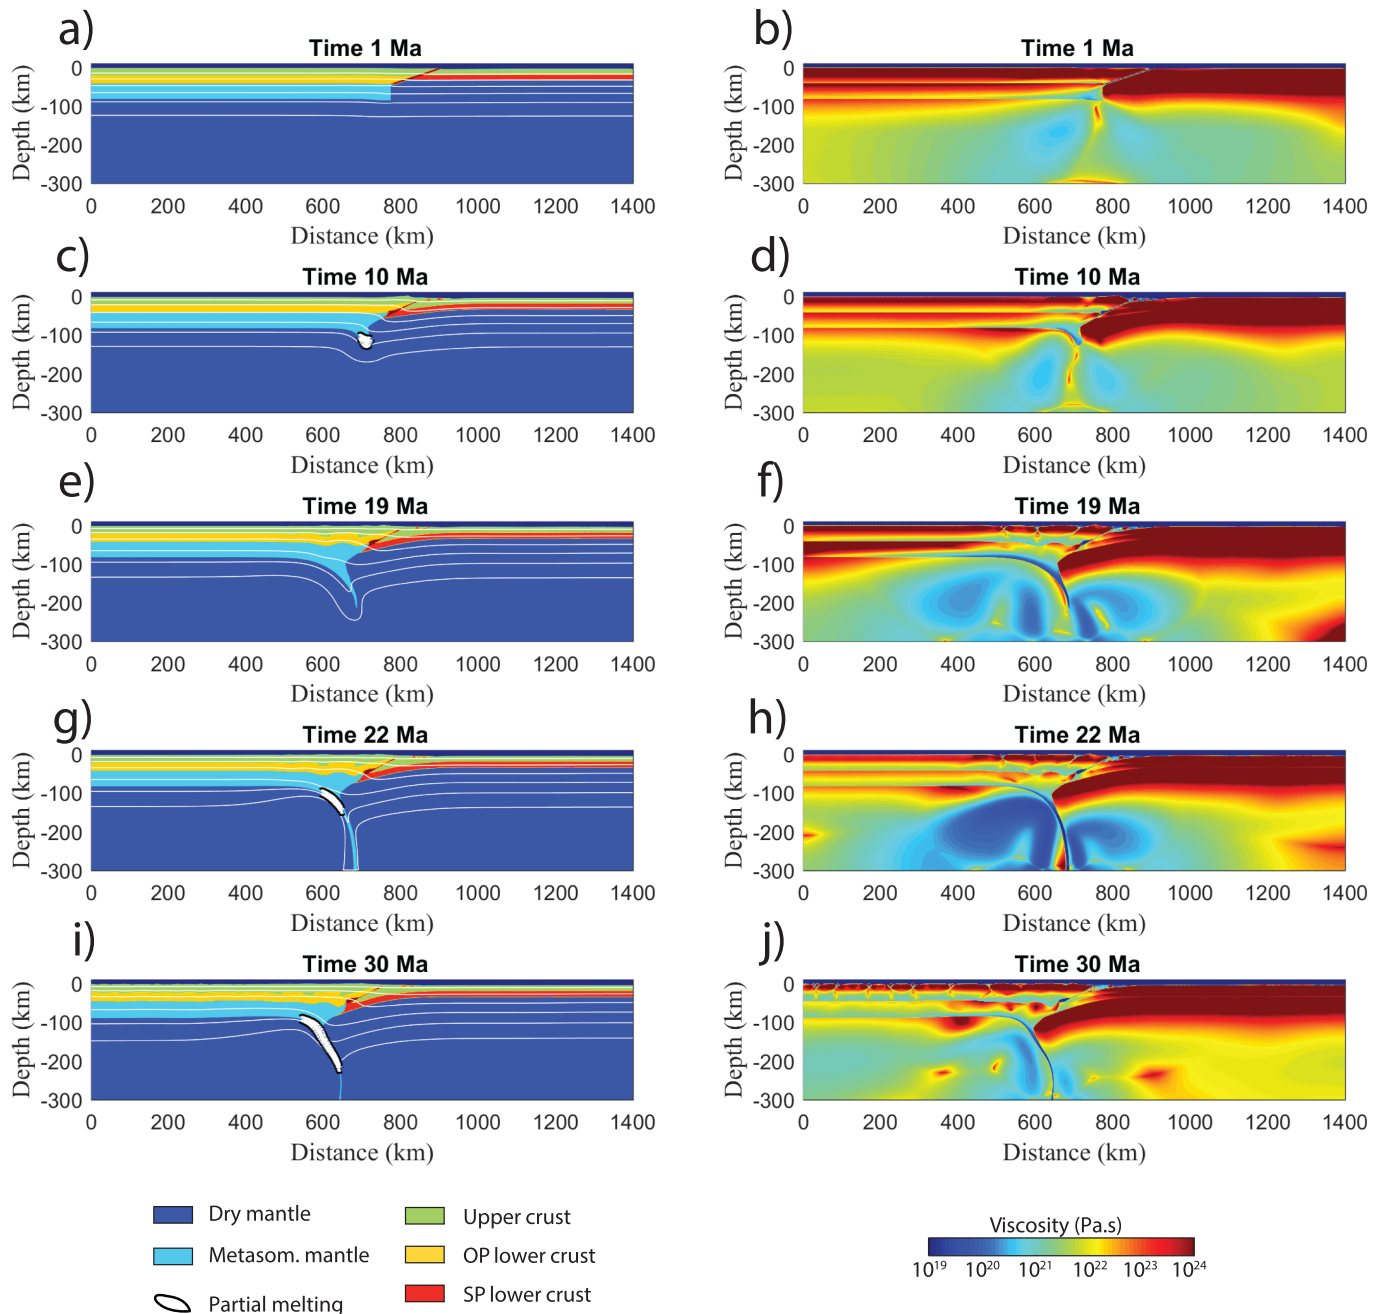 a)
Time 1 Ma
Depth (km)
0
-100
-200
-300
0 200 400 600 800 1000 1200 1400
Distance (km)
b)
Time 1 Ma
Depth (km)
0
-100
-200
-300
0 200 400 600 800 1000 1200 1400
Distance (km)
c)
Time 10 Ma
Depth (km)
0
-100
-200
-300
0 200 400 600 800 1000 1200 1400
Distance (km)
d)
Time 10 Ma
Depth (km)
0
-100
-200
-300
0 200 400 600 800 1000 1200 1400
Distance (km)
e)
Time 19 Ma
Depth (km)
0
-100
-200
-300
0 200 400 600 800 1000 1200 1400
Distance (km)
f)
Time 19 Ma
Depth (km)
0
-100
-200
-300
0 200 400 600 800 1000 1200 1400
Distance (km)
g)
Time 22 Ma
Depth (km)
0
-100
-200
-300
0 200 400 600 800 1000 1200 1400
Distance (km)
h)
Time 22 Ma
Depth (km)
0
-100
-200
-300
0 200 400 600 800 1000 1200 1400
Distance (km)
i)
Time 30 Ma
Depth (km)
0
-100
-200
-300
0 200 400 600 800 1000 1200 1400
Distance (km)
j)
Time 30 Ma
Depth (km)
0
-100
-200
-300
0 200 400 600 800 1000 1200 1400
Distance (km)
Dry mantle
Metasom. mantle
Partial melting
Upper crust
OP lower crust
SP lower crust
Viscosity (Pa.s)
10¹⁹ 10²⁰ 10²¹ 10²² 10²³ 10²⁴